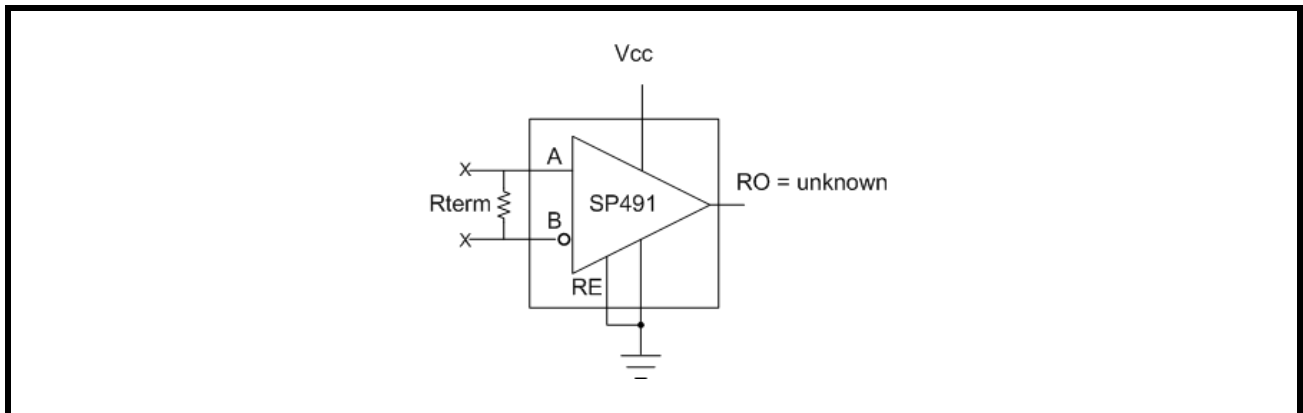 Vcc
A
RO = unknown
Rterm
SP491
B
RE